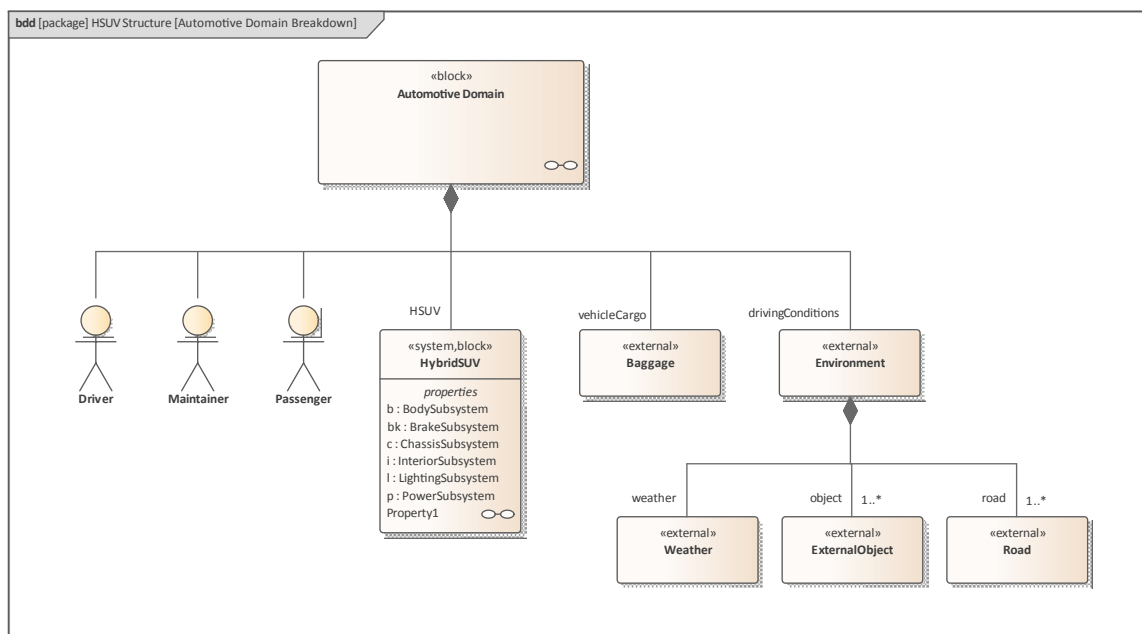 bdd [package] HSUV Structure [Automotive Domain Breakdown]
«block»
Automotive Domain
HSUV
vehicleCargo
drivingConditions
Driver
Maintainer
Passenger
«system,block»
HybridSUV
properties
b : BodySubsystem
bk : BrakeSubsystem
c : ChassisSubsystem
i : InteriorSubsystem
l : LightingSubsystem
p : PowerSubsystem
Property1
«external»
Baggage
«external»
Environment
weather
object
1..*
road
1..*
«external»
Weather
«external»
ExternalObject
«external»
Road